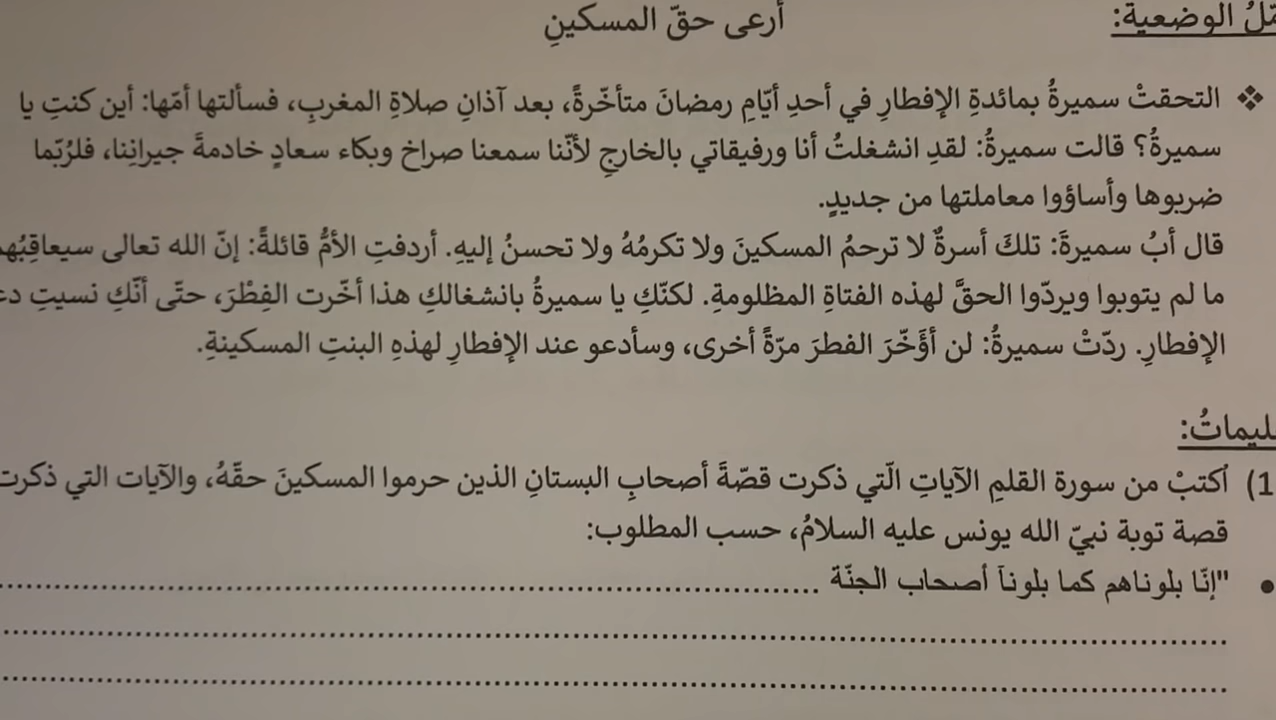 الوضعية:
أرعى حقّ المسكينِ
❖ التحقتْ سميرةُ بمائدةِ الإفطارِ في أحدِ أيّامِ رمضانَ متأخّرةً، بعد آذانِ صلاةِ المغربِ، فسألتها أمّها: أين كنتِ يا
سميرةُ؟ قالت سميرةُ: لقدِ انشغلتُ أنا ورفيقاتي بالخارجِ لأنّنا سمعنا صراخ وبكاء سعادٍ خادمةَ جيرانِنا، فلرُبّما
ضربوها وأساؤوا معاملتها من جديدٍ.
قال أبُ سميرةَ: تلكَ أسرةٌ لا ترحمُ المسكينَ ولا تكرمُهُ ولا تحسنُ إليهِ. أردفتِ الأمُّ قائلةً: إنّ الله تعالى سيعاقِبُهم
ما لم يتوبوا ويردّوا الحقَّ لهذه الفتاةِ المظلومةِ. لكنّكِ يا سميرةُ بانشغالكِ هذا أخّرت الفِطْرَ، حتّى أنّكِ نسيتِ
الإفطارِ. ردّتْ سميرةُ: لن أؤَخّرَ الفطرَ مرّةً أخرى، وسأدعو عند الإفطارِ لهذهِ البنتِ المسكينةِ.
1) اُكتبْ من سورة القلمِ الآياتِ الّتي ذكرت قصّةَ أصحابِ البستانِ الذين حرموا المسكينَ حقّهُ، والآيات التي ذكرت
قصة توبة نبيّ الله يونس عليه السلامُ، حسب المطلوب:
• "إنّا بلوناهم كما بلونآ أصحاب الجنّة ................................................
................................................................................
................................................................................